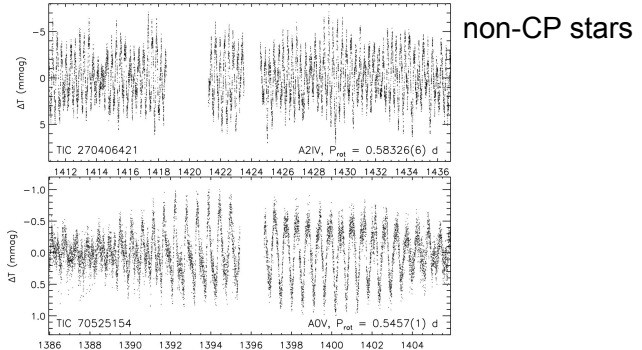 non-CP stars
−5
0
5
ΔT (mmag)
TIC 270406421
A2IV, Prot = 0.58326(6) d
1412 1414 1416 1418 1420 1422 1424 1426 1428 1430 1432 1434 1436
−1.0
−0.5
0.0
0.5
1.0
ΔT (mmag)
TIC 70525154
A0V, Prot = 0.5457(1) d
1386 1388 1390 1392 1394 1396 1398 1400 1402 1404